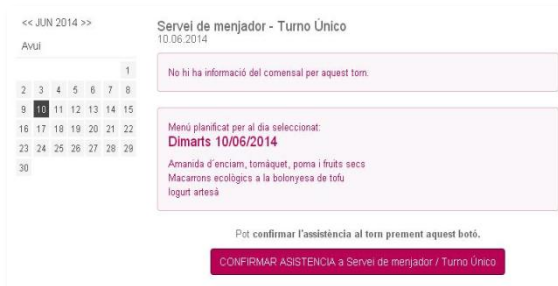 << JUN 2014 >>
Avui
1
2 3 4 5 6 7 8
9 10 11 12 13 14 15
16 17 18 19 20 21 22
23 24 25 26 27 28 29
30
Servei de menjador - Turno Único
10.06.2014
No hi ha informació del comensal per aquest torn.
Menú planificat per al dia seleccionat:
Dimarts 10/06/2014
Amanida d'enciam, tomàquet, poma i fruits secs
Macarrons ecològics a la bolonyesa de tofu
Iogurt artesà
Pot confirmar l'assistència al torn prement aquest botó.
CONFIRMAR ASISTENCIA a Servei de menjador / Turno Único